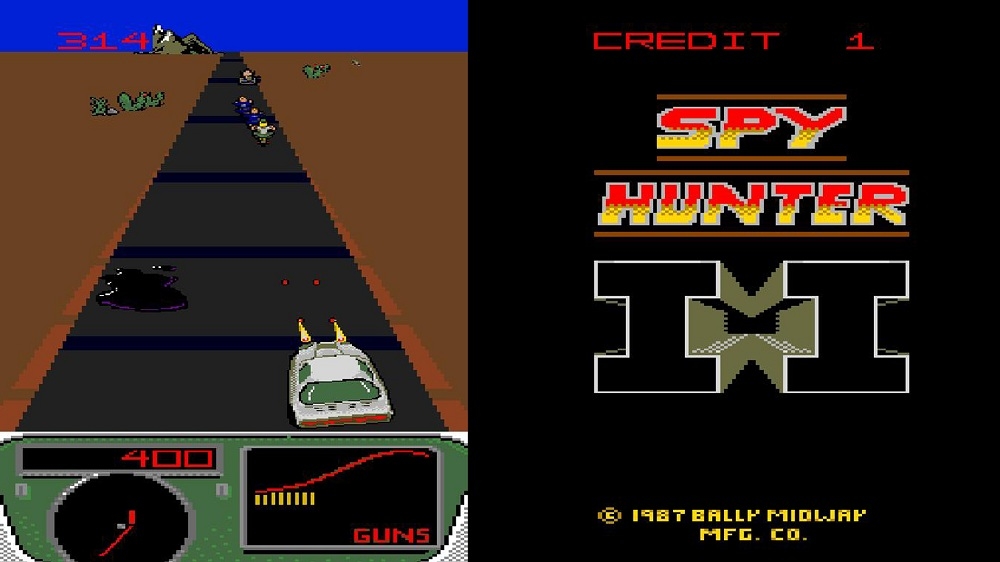 314
400
GUNS
CREDIT 1
SPY
HUNTER
II
© 1987 BALLY MIDWAY
MFG. CO.